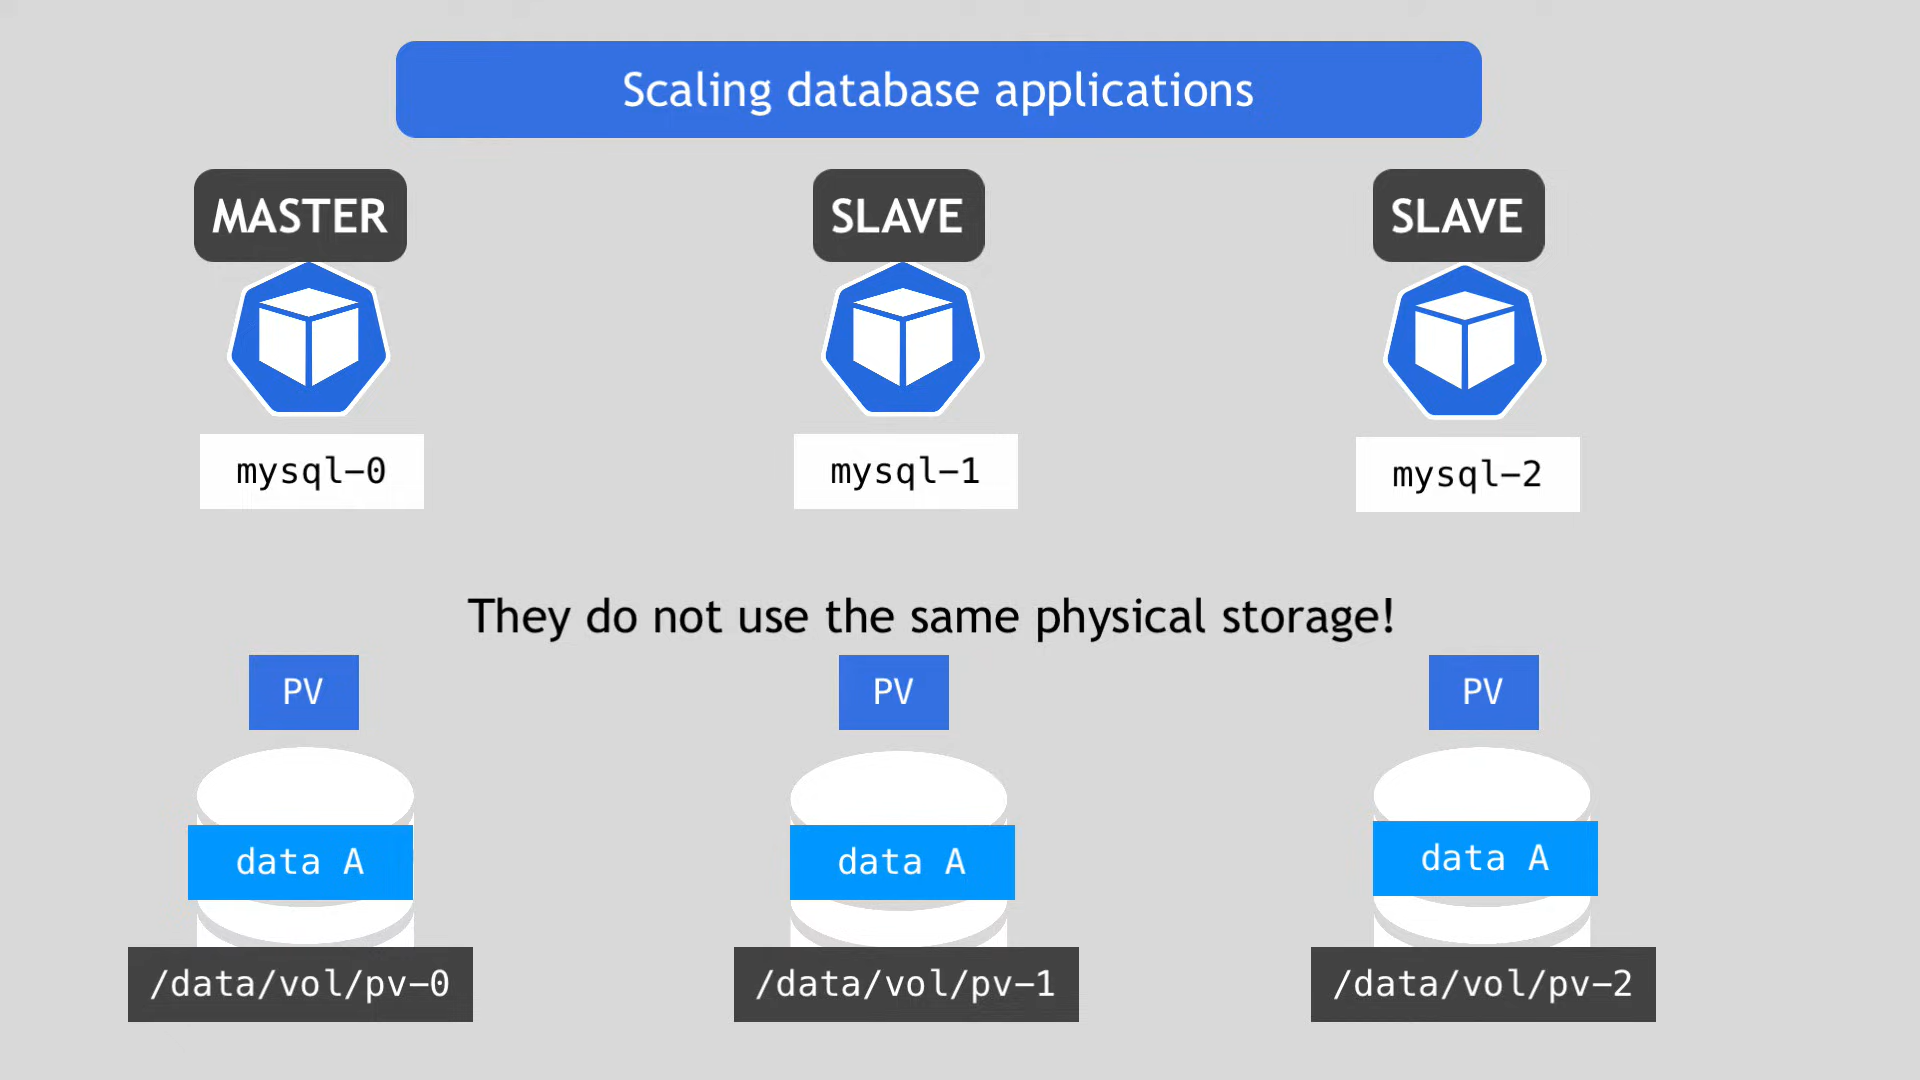 Scaling database applications
MASTER
SLAVE
SLAVE
mysql-0
mysql-1
mysql-2
They do not use the same physical storage!
PV
PV
PV
data A
data A
data A
/data/vol/pv-0
/data/vol/pv-1
/data/vol/pv-2